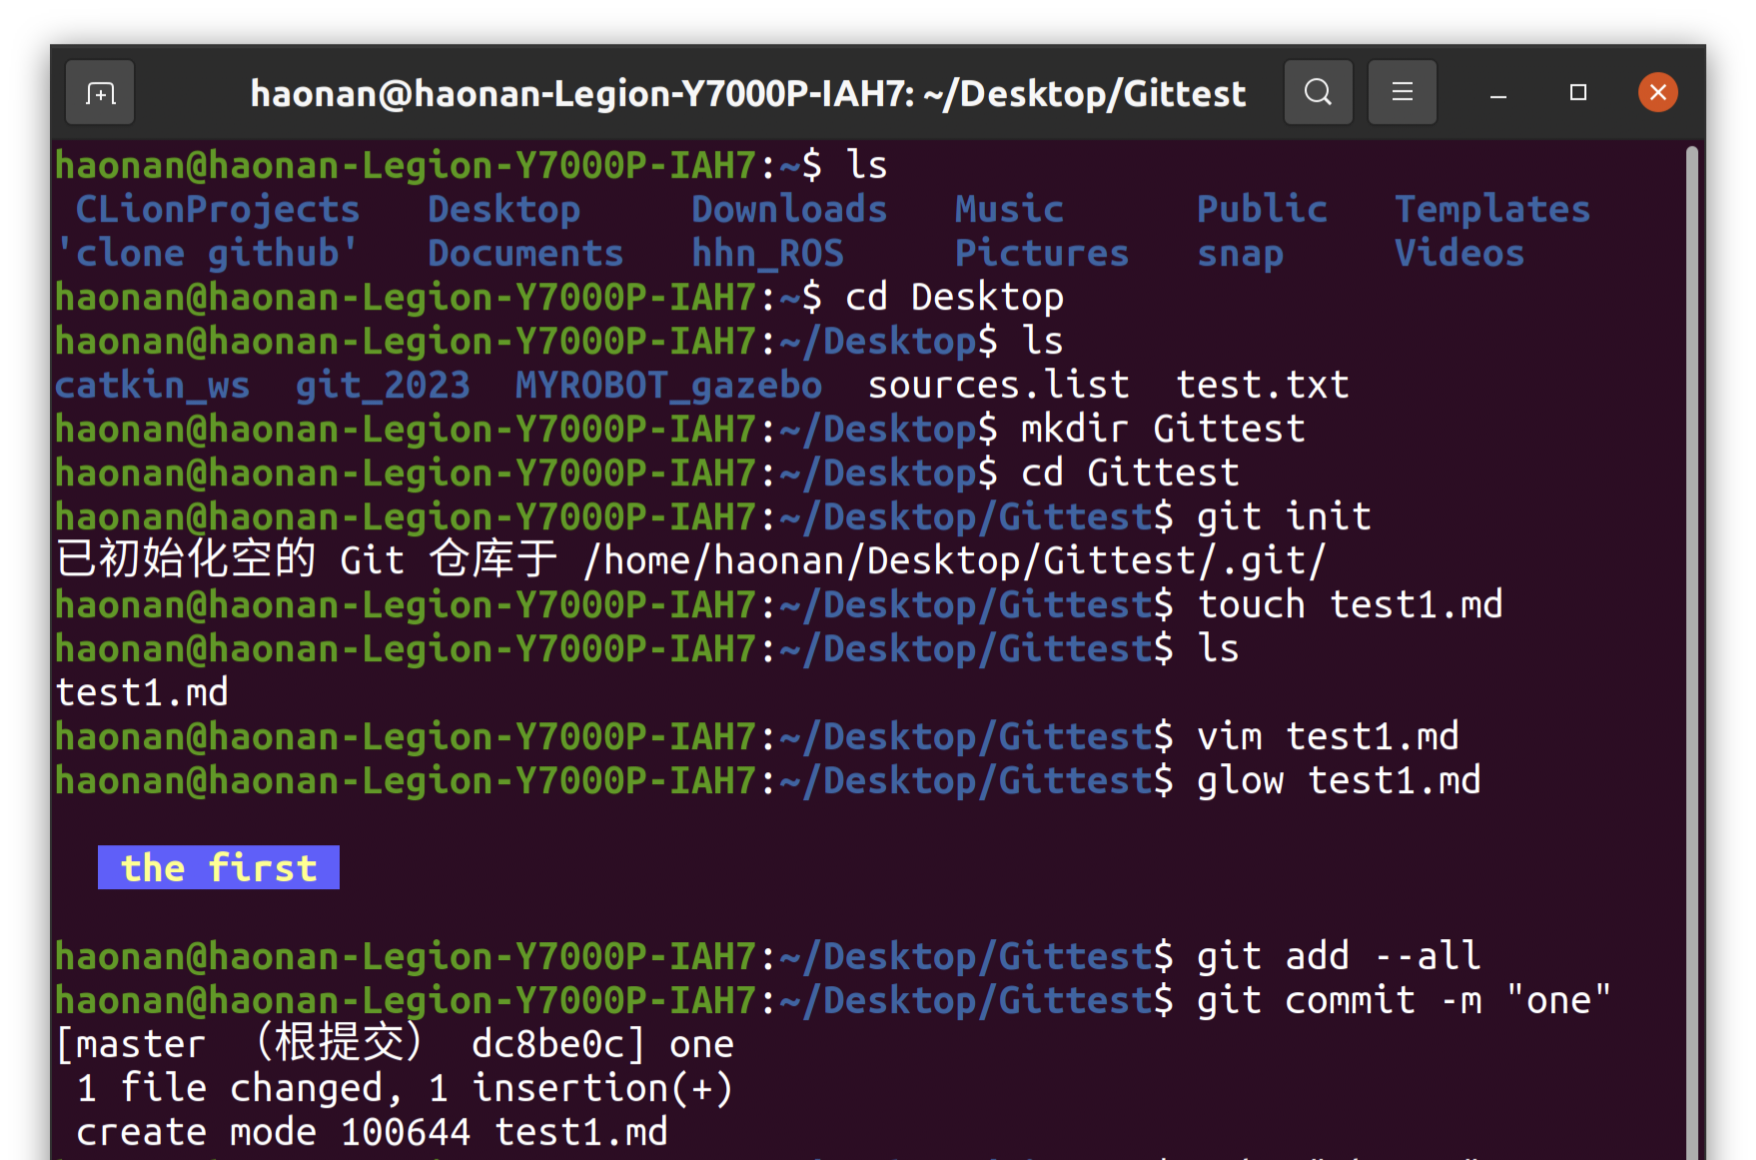 haonan@haonan-Legion-Y7000P-IAH7: ~/Desktop/Gittest
haonan@haonan-Legion-Y7000P-IAH7:~$ ls
CLionProjects Desktop Downloads Music Public Templates
'clone github' Documents hhn_ROS Pictures snap Videos
haonan@haonan-Legion-Y7000P-IAH7:~$ cd Desktop
haonan@haonan-Legion-Y7000P-IAH7:~/Desktop$ ls
catkin_ws git_2023 MYROBOT_gazebo sources.list test.txt
haonan@haonan-Legion-Y7000P-IAH7:~/Desktop$ mkdir Gittest
haonan@haonan-Legion-Y7000P-IAH7:~/Desktop$ cd Gittest
haonan@haonan-Legion-Y7000P-IAH7:~/Desktop/Gittest$ git init
已初始化空的 Git 仓库于 /home/haonan/Desktop/Gittest/.git/
haonan@haonan-Legion-Y7000P-IAH7:~/Desktop/Gittest$ touch test1.md
haonan@haonan-Legion-Y7000P-IAH7:~/Desktop/Gittest$ ls
test1.md
haonan@haonan-Legion-Y7000P-IAH7:~/Desktop/Gittest$ vim test1.md
haonan@haonan-Legion-Y7000P-IAH7:~/Desktop/Gittest$ glow test1.md
the first
haonan@haonan-Legion-Y7000P-IAH7:~/Desktop/Gittest$ git add --all
haonan@haonan-Legion-Y7000P-IAH7:~/Desktop/Gittest$ git commit -m "one"
[master （根提交） dc8be0c] one
1 file changed, 1 insertion(+)
create mode 100644 test1.md